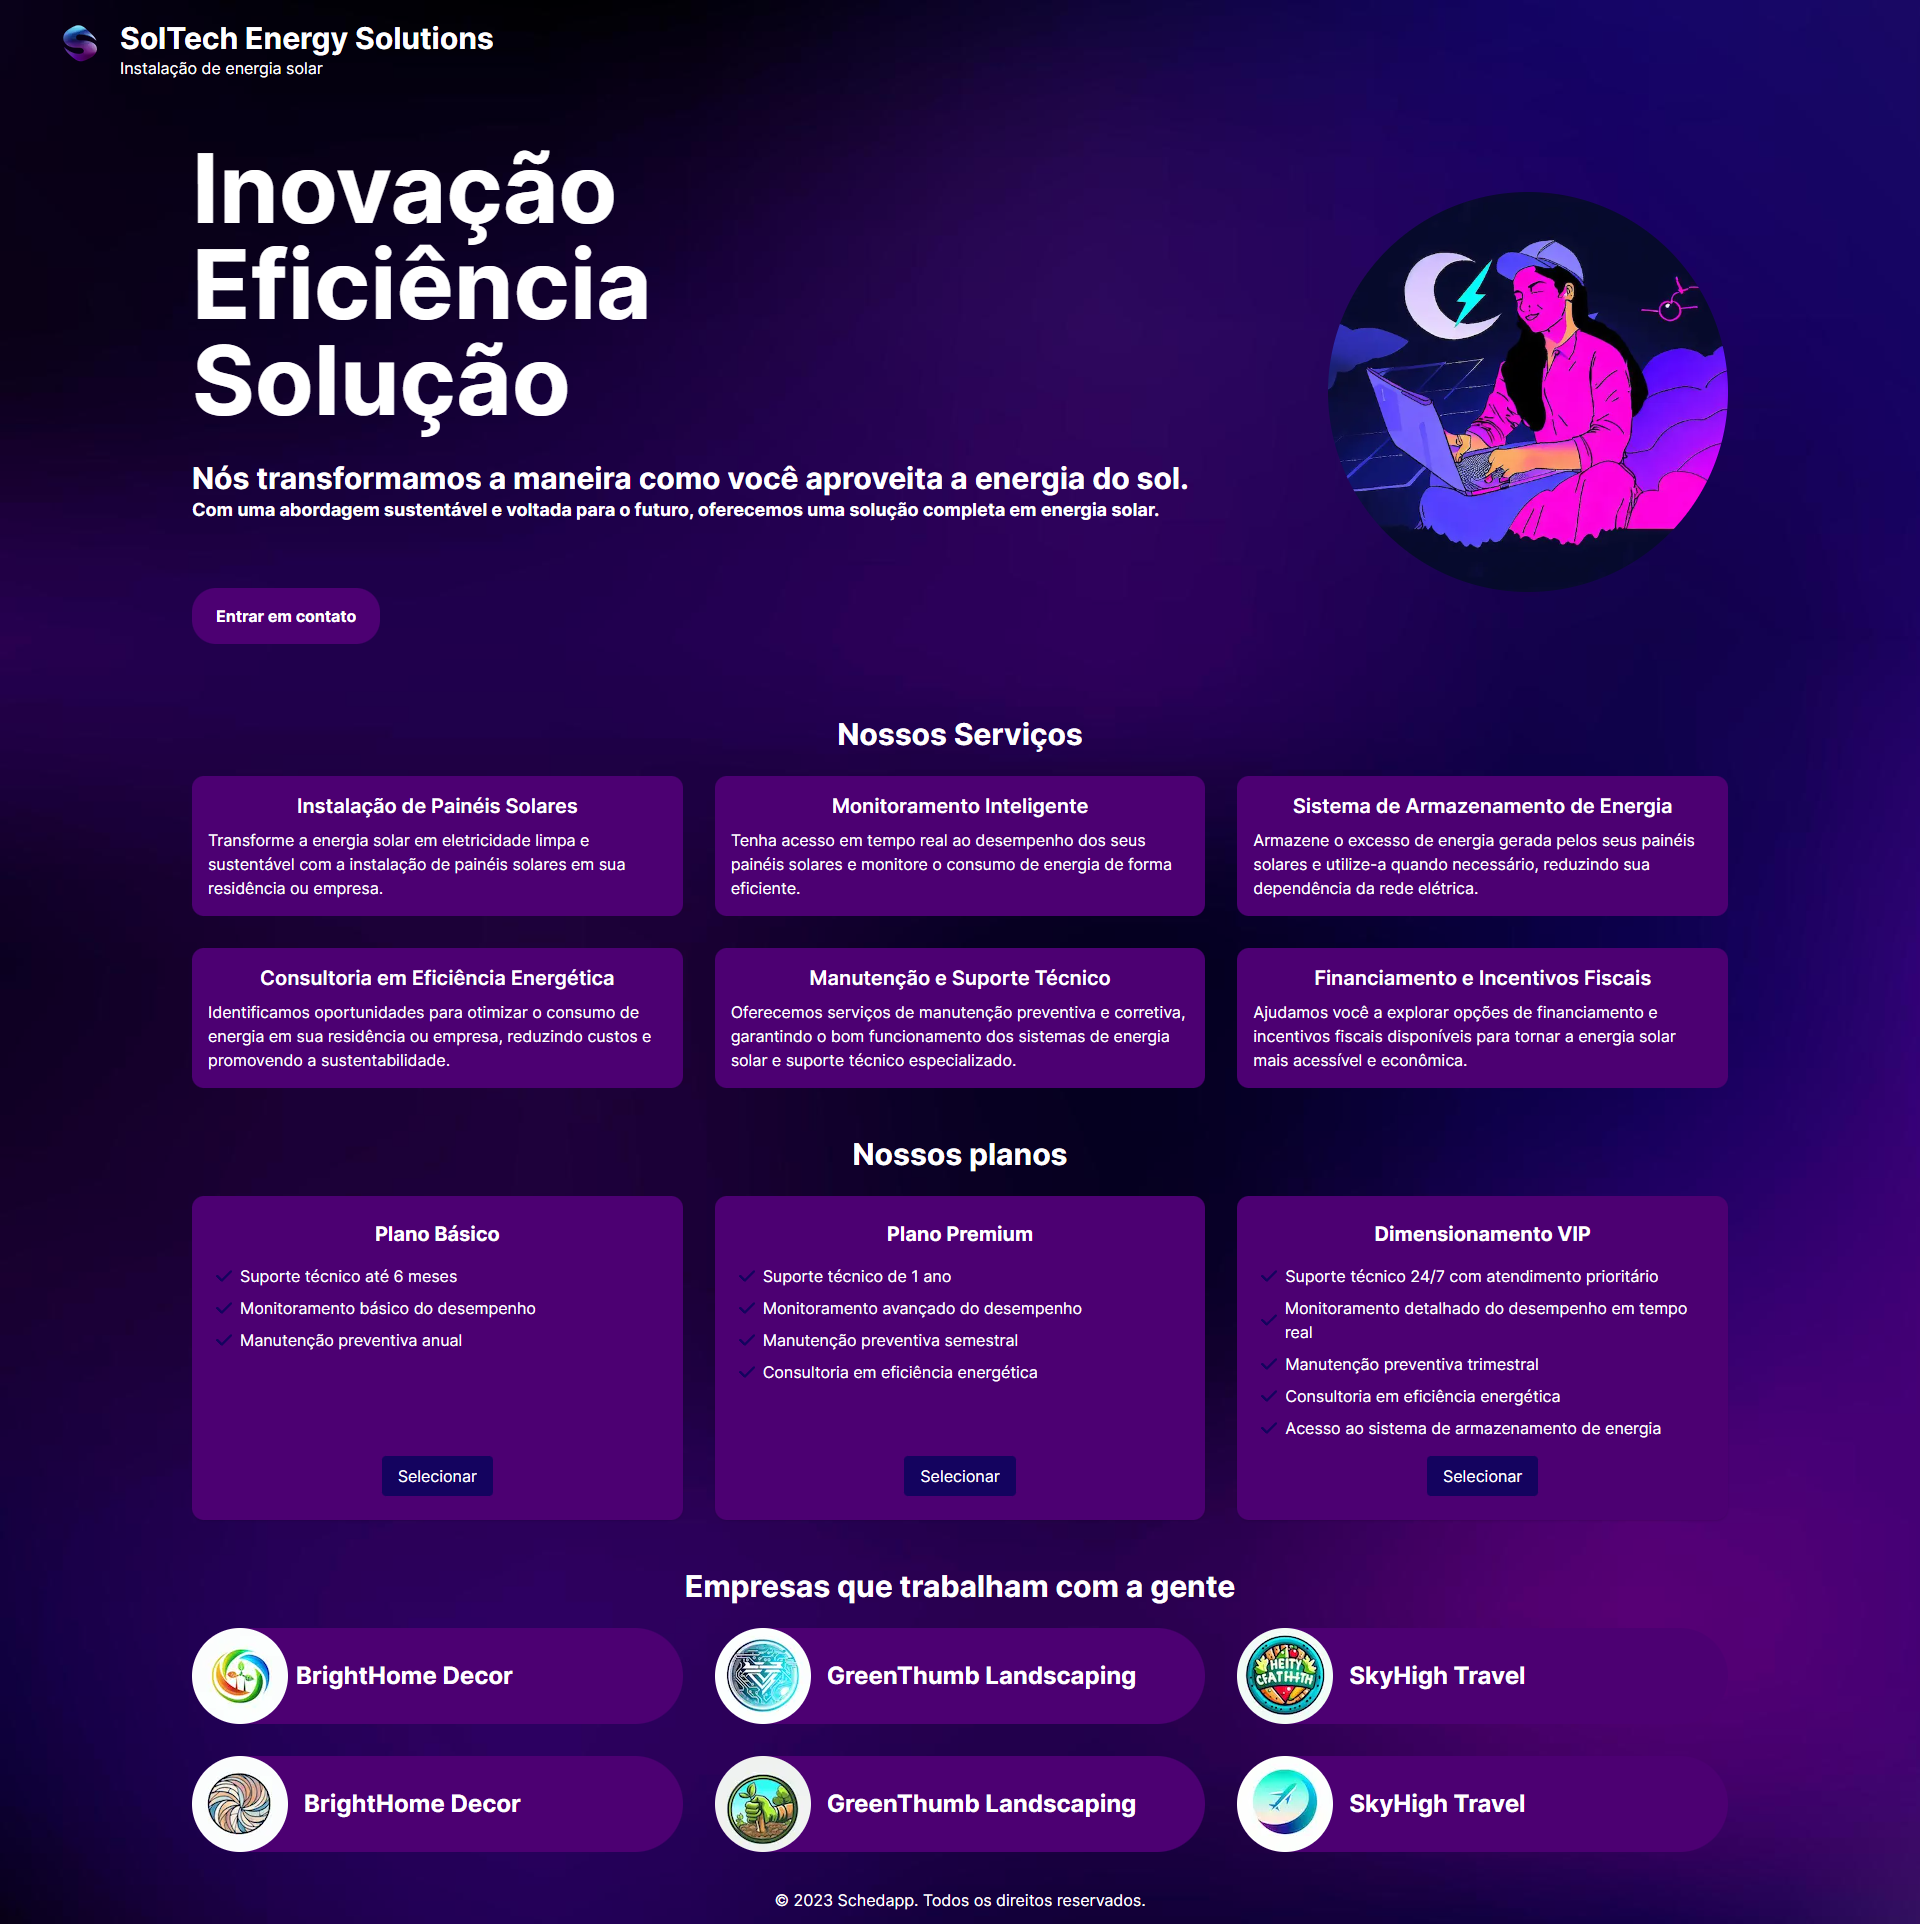 SolTech Energy Solutions
Instalação de energia solar
Inovação
Eficiência
Solução
Nós transformamos a maneira como você aproveita a energia do sol.
Com uma abordagem sustentável e voltada para o futuro, oferecemos uma solução completa em energia solar.
Entrar em contato
Nossos Serviços
Instalação de Painéis Solares
Transforme a energia solar em eletricidade limpa e
sustentável com a instalação de painéis solares em sua
residência ou empresa.
Monitoramento Inteligente
Tenha acesso em tempo real ao desempenho dos seus
painéis solares e monitore o consumo de energia de forma
eficiente.
Sistema de Armazenamento de Energia
Armazene o excesso de energia gerada pelos seus painéis
solares e utilize-a quando necessário, reduzindo sua
dependência da rede elétrica.
Consultoria em Eficiência Energética
Identificamos oportunidades para otimizar o consumo de
energia em sua residência ou empresa, reduzindo custos e
promovendo a sustentabilidade.
Manutenção e Suporte Técnico
Oferecemos serviços de manutenção preventiva e corretiva,
garantindo o bom funcionamento dos sistemas de energia
solar e suporte técnico especializado.
Financiamento e Incentivos Fiscais
Ajudamos você a explorar opções de financiamento e
incentivos fiscais disponíveis para tornar a energia solar
mais acessível e econômica.
Nossos planos
Plano Básico
Suporte técnico até 6 meses
Monitoramento básico do desempenho
Manutenção preventiva anual
Selecionar
Plano Premium
Suporte técnico de 1 ano
Monitoramento avançado do desempenho
Manutenção preventiva semestral
Consultoria em eficiência energética
Selecionar
Dimensionamento VIP
Suporte técnico 24/7 com atendimento prioritário
Monitoramento detalhado do desempenho em tempo
real
Manutenção preventiva trimestral
Consultoria em eficiência energética
Acesso ao sistema de armazenamento de energia
Selecionar
Empresas que trabalham com a gente
BrightHome Decor
GreenThumb Landscaping
SkyHigh Travel
BrightHome Decor
GreenThumb Landscaping
SkyHigh Travel
© 2023 Schedapp. Todos os direitos reservados.